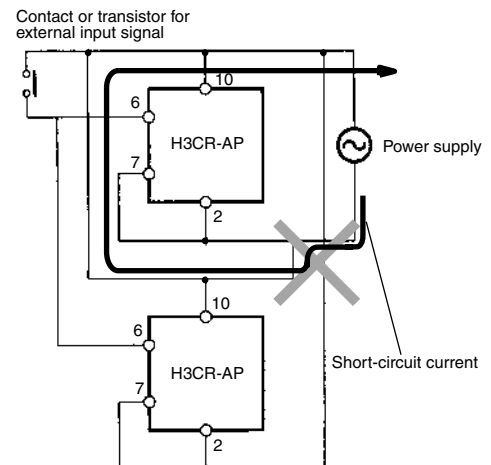 Contact or transistor for
external input signal
10
6
H3CR-AP
Power supply
7
2
10
6
Short-circuit current
H3CR-AP
7
2